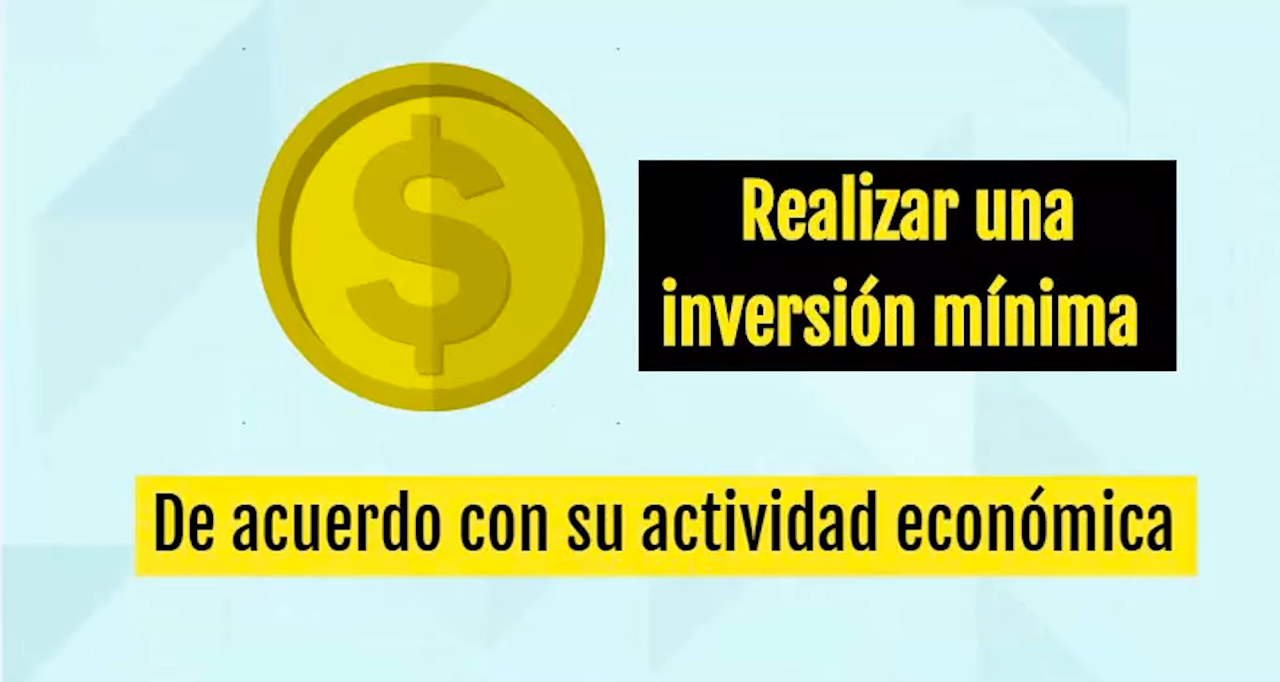 Realizar una
inversión mínima
De acuerdo con su actividad económica